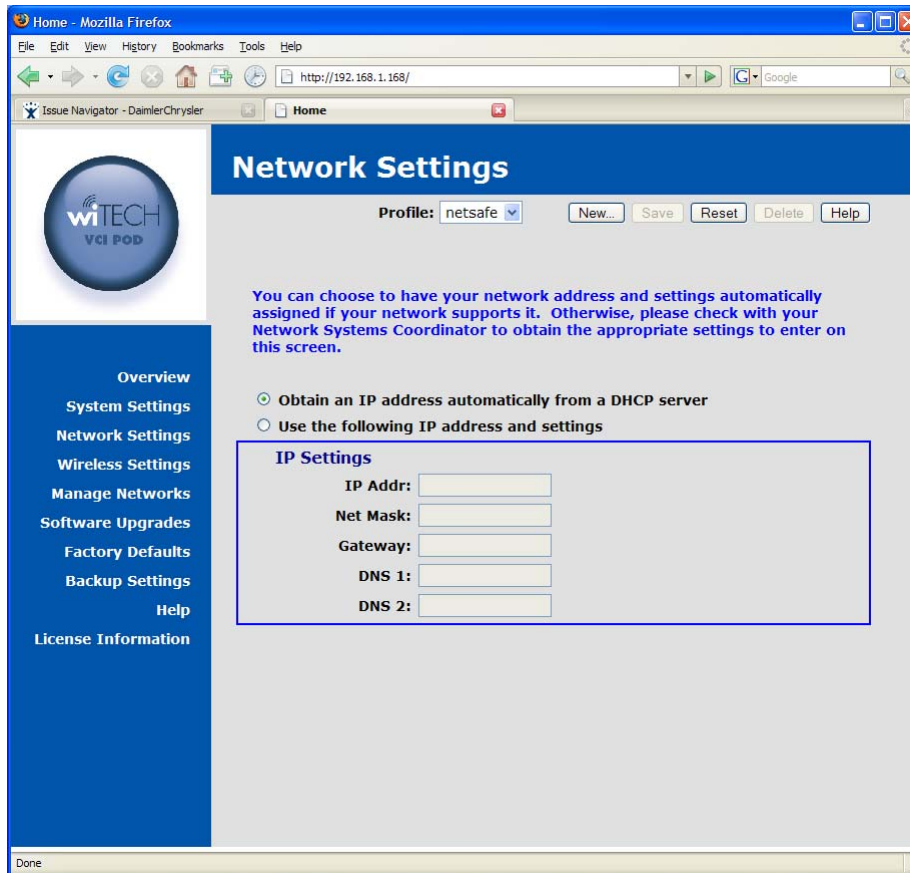 Home - Mozilla Firefox
File Edit View History Bookmarks Tools Help
http://192.168.1.168/
G Google
Issue Navigator - DaimlerChrysler
Home
wiTECH
VCI POD
Network Settings
Profile: netsafe New... Save Reset Delete Help
You can choose to have your network address and settings automatically
assigned if your network supports it. Otherwise, please check with your
Network Systems Coordinator to obtain the appropriate settings to enter on
this screen.
Overview
System Settings
Network Settings
Wireless Settings
Manage Networks
Software Upgrades
Factory Defaults
Backup Settings
Help
License Information
Obtain an IP address automatically from a DHCP server
Use the following IP address and settings
IP Settings
IP Addr:
Net Mask:
Gateway:
DNS 1:
DNS 2:
Done